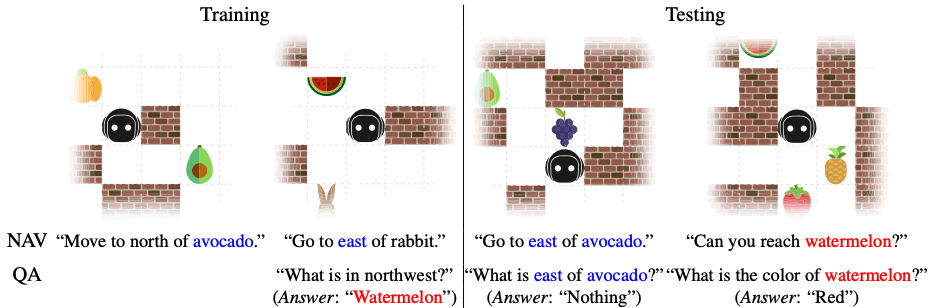 Training
Testing
NAV "Move to north of avocado." "Go to east of rabbit." "Go to east of avocado." "Can you reach watermelon?"
QA "What is in northwest?" "What is east of avocado?" "What is the color of watermelon?"
(Answer: "Watermelon") (Answer: "Nothing") (Answer: "Red")